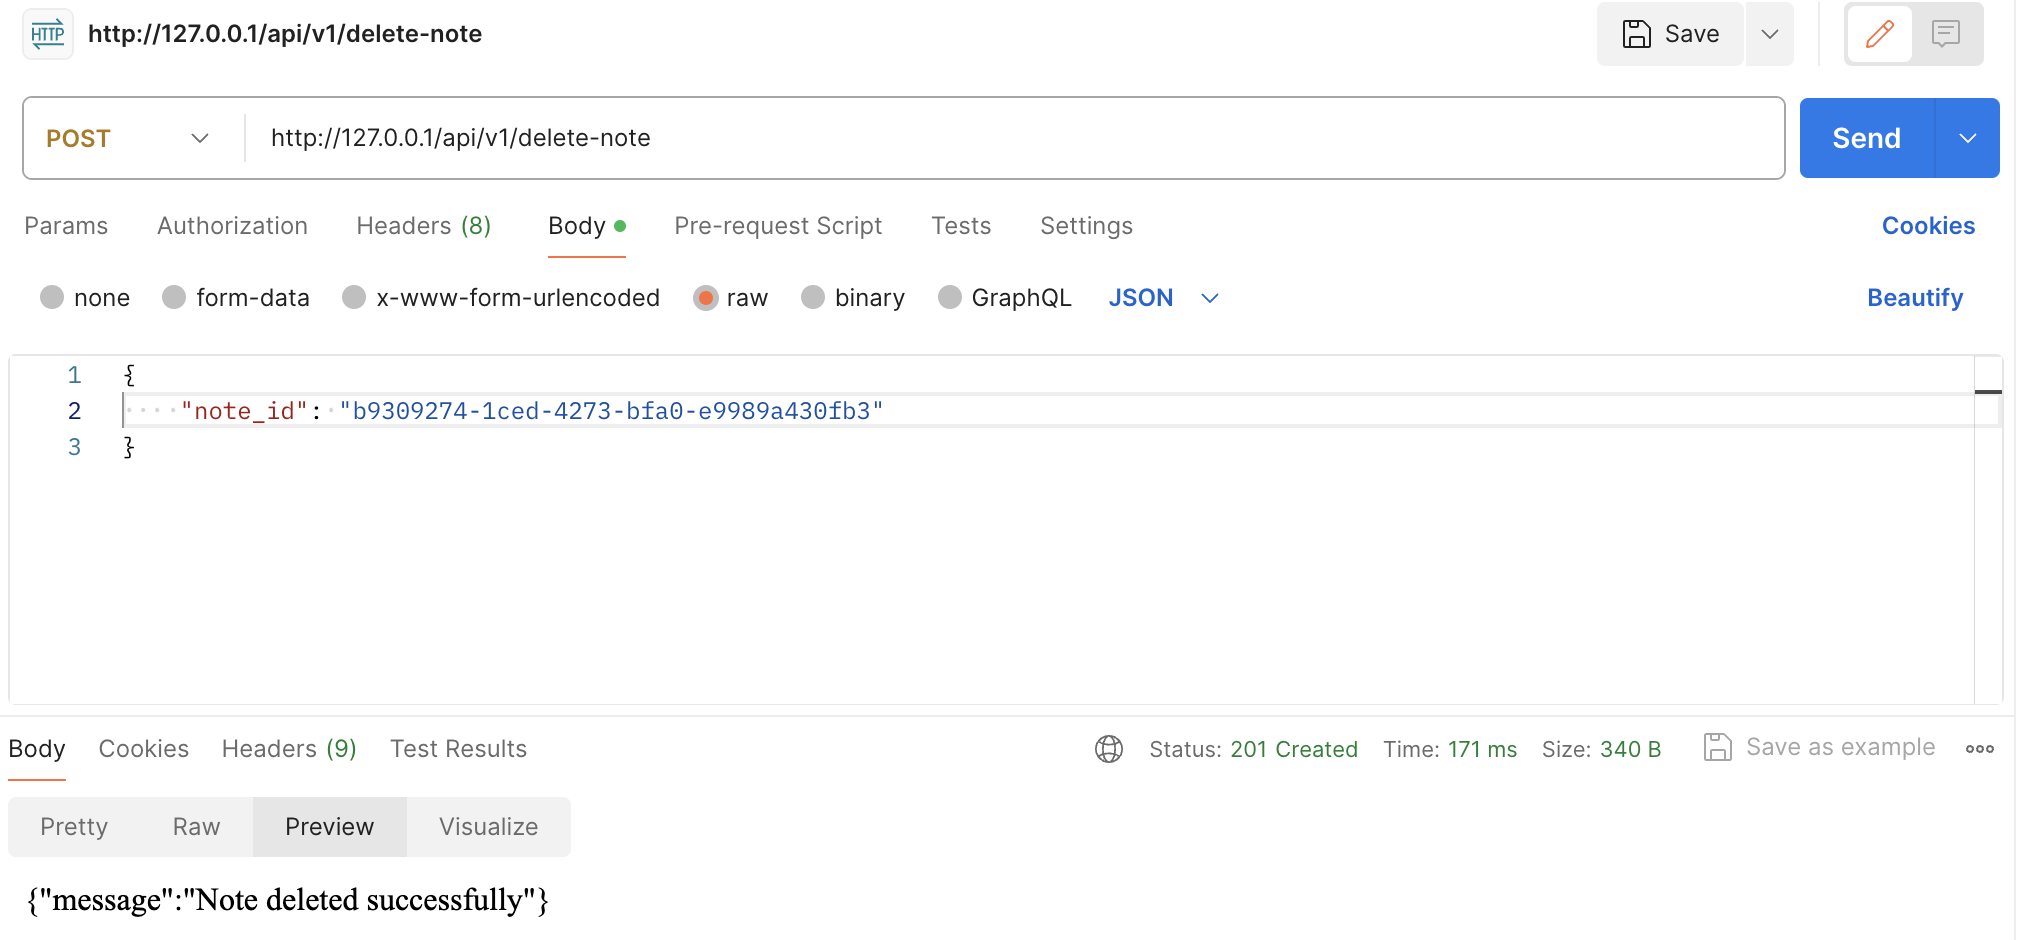 HTTP http://127.0.0.1/api/v1/delete-note Save
POST http://127.0.0.1/api/v1/delete-note Send
Params Authorization Headers (8) Body Pre-request Script Tests Settings Cookies
none form-data x-www-form-urlencoded raw binary GraphQL JSON Beautify
1 {
2 "note_id": "b9309274-1ced-4273-bfa0-e9989a430fb3"
3 }
Body Cookies Headers (9) Test Results Status: 201 Created Time: 171 ms Size: 340 B Save as example
Pretty Raw Preview Visualize
{"message":"Note deleted successfully"}